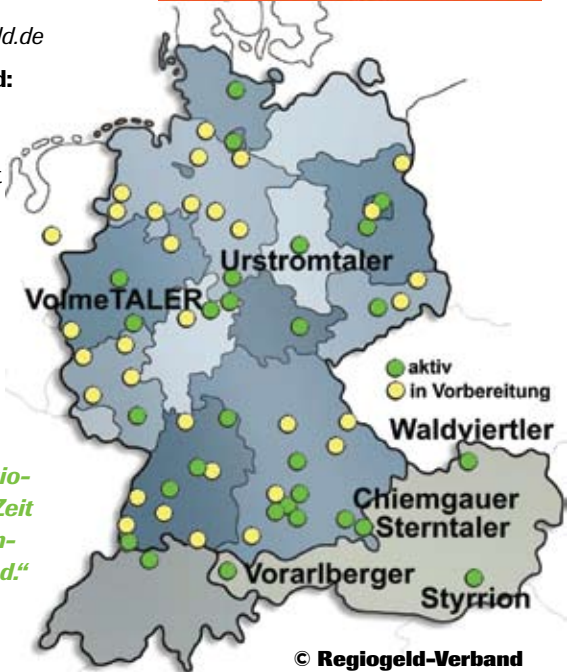 ld.de
d:
t
Urstromtaler
VolmeTALER
aktiv
in Vorbereitung
Waldviertler
io-
Zeit
n-
d.“
Chiemgauer
Sterntaler
Vorarlberger
Styrrion
© Regiogeld-Verband